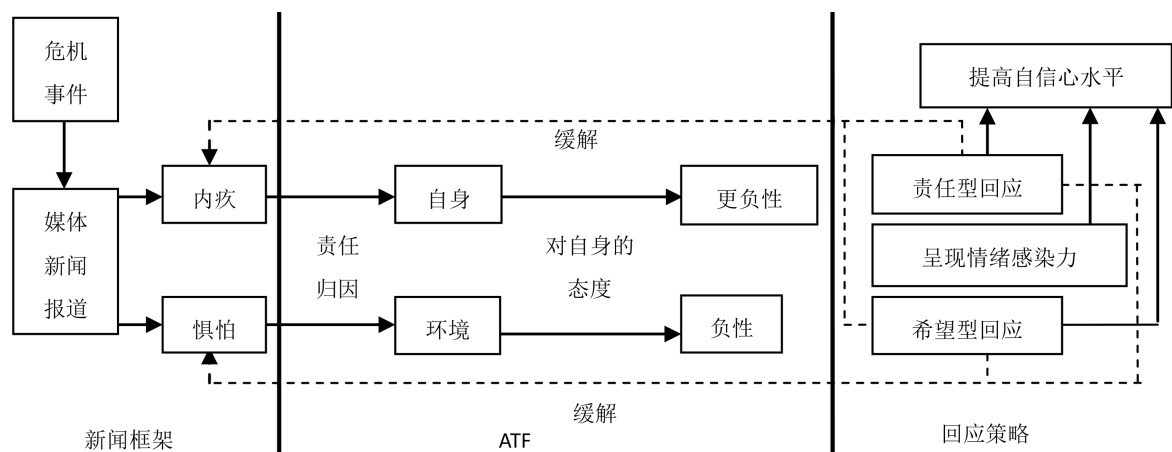 危机
事件
媒体
新闻
报道
内疚
惧怕
新闻框架
缓解
自身
更负性
责任
归因
对自身的
态度
环境
负性
缓解
ATF
提高自信心水平
责任型回应
呈现情绪感染力
希望型回应
回应策略